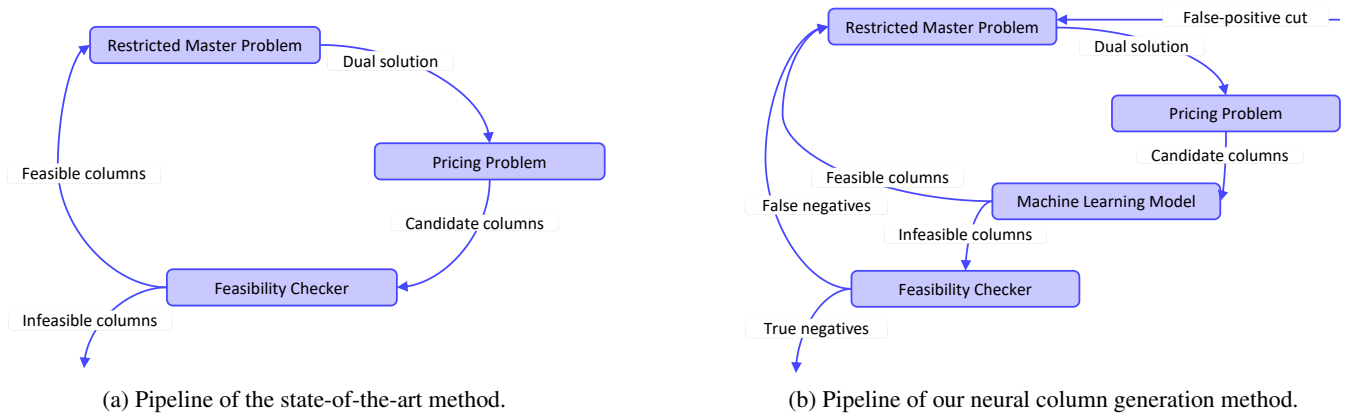 Restricted Master Problem
Dual solution
Pricing Problem
Feasible columns
Candidate columns
Feasibility Checker
Infeasible columns
(a) Pipeline of the state-of-the-art method.
False-positive cut
Restricted Master Problem
Dual solution
Pricing Problem
Candidate columns
Feasible columns
Machine Learning Model
False negatives
Infeasible columns
Feasibility Checker
True negatives
(b) Pipeline of our neural column generation method.